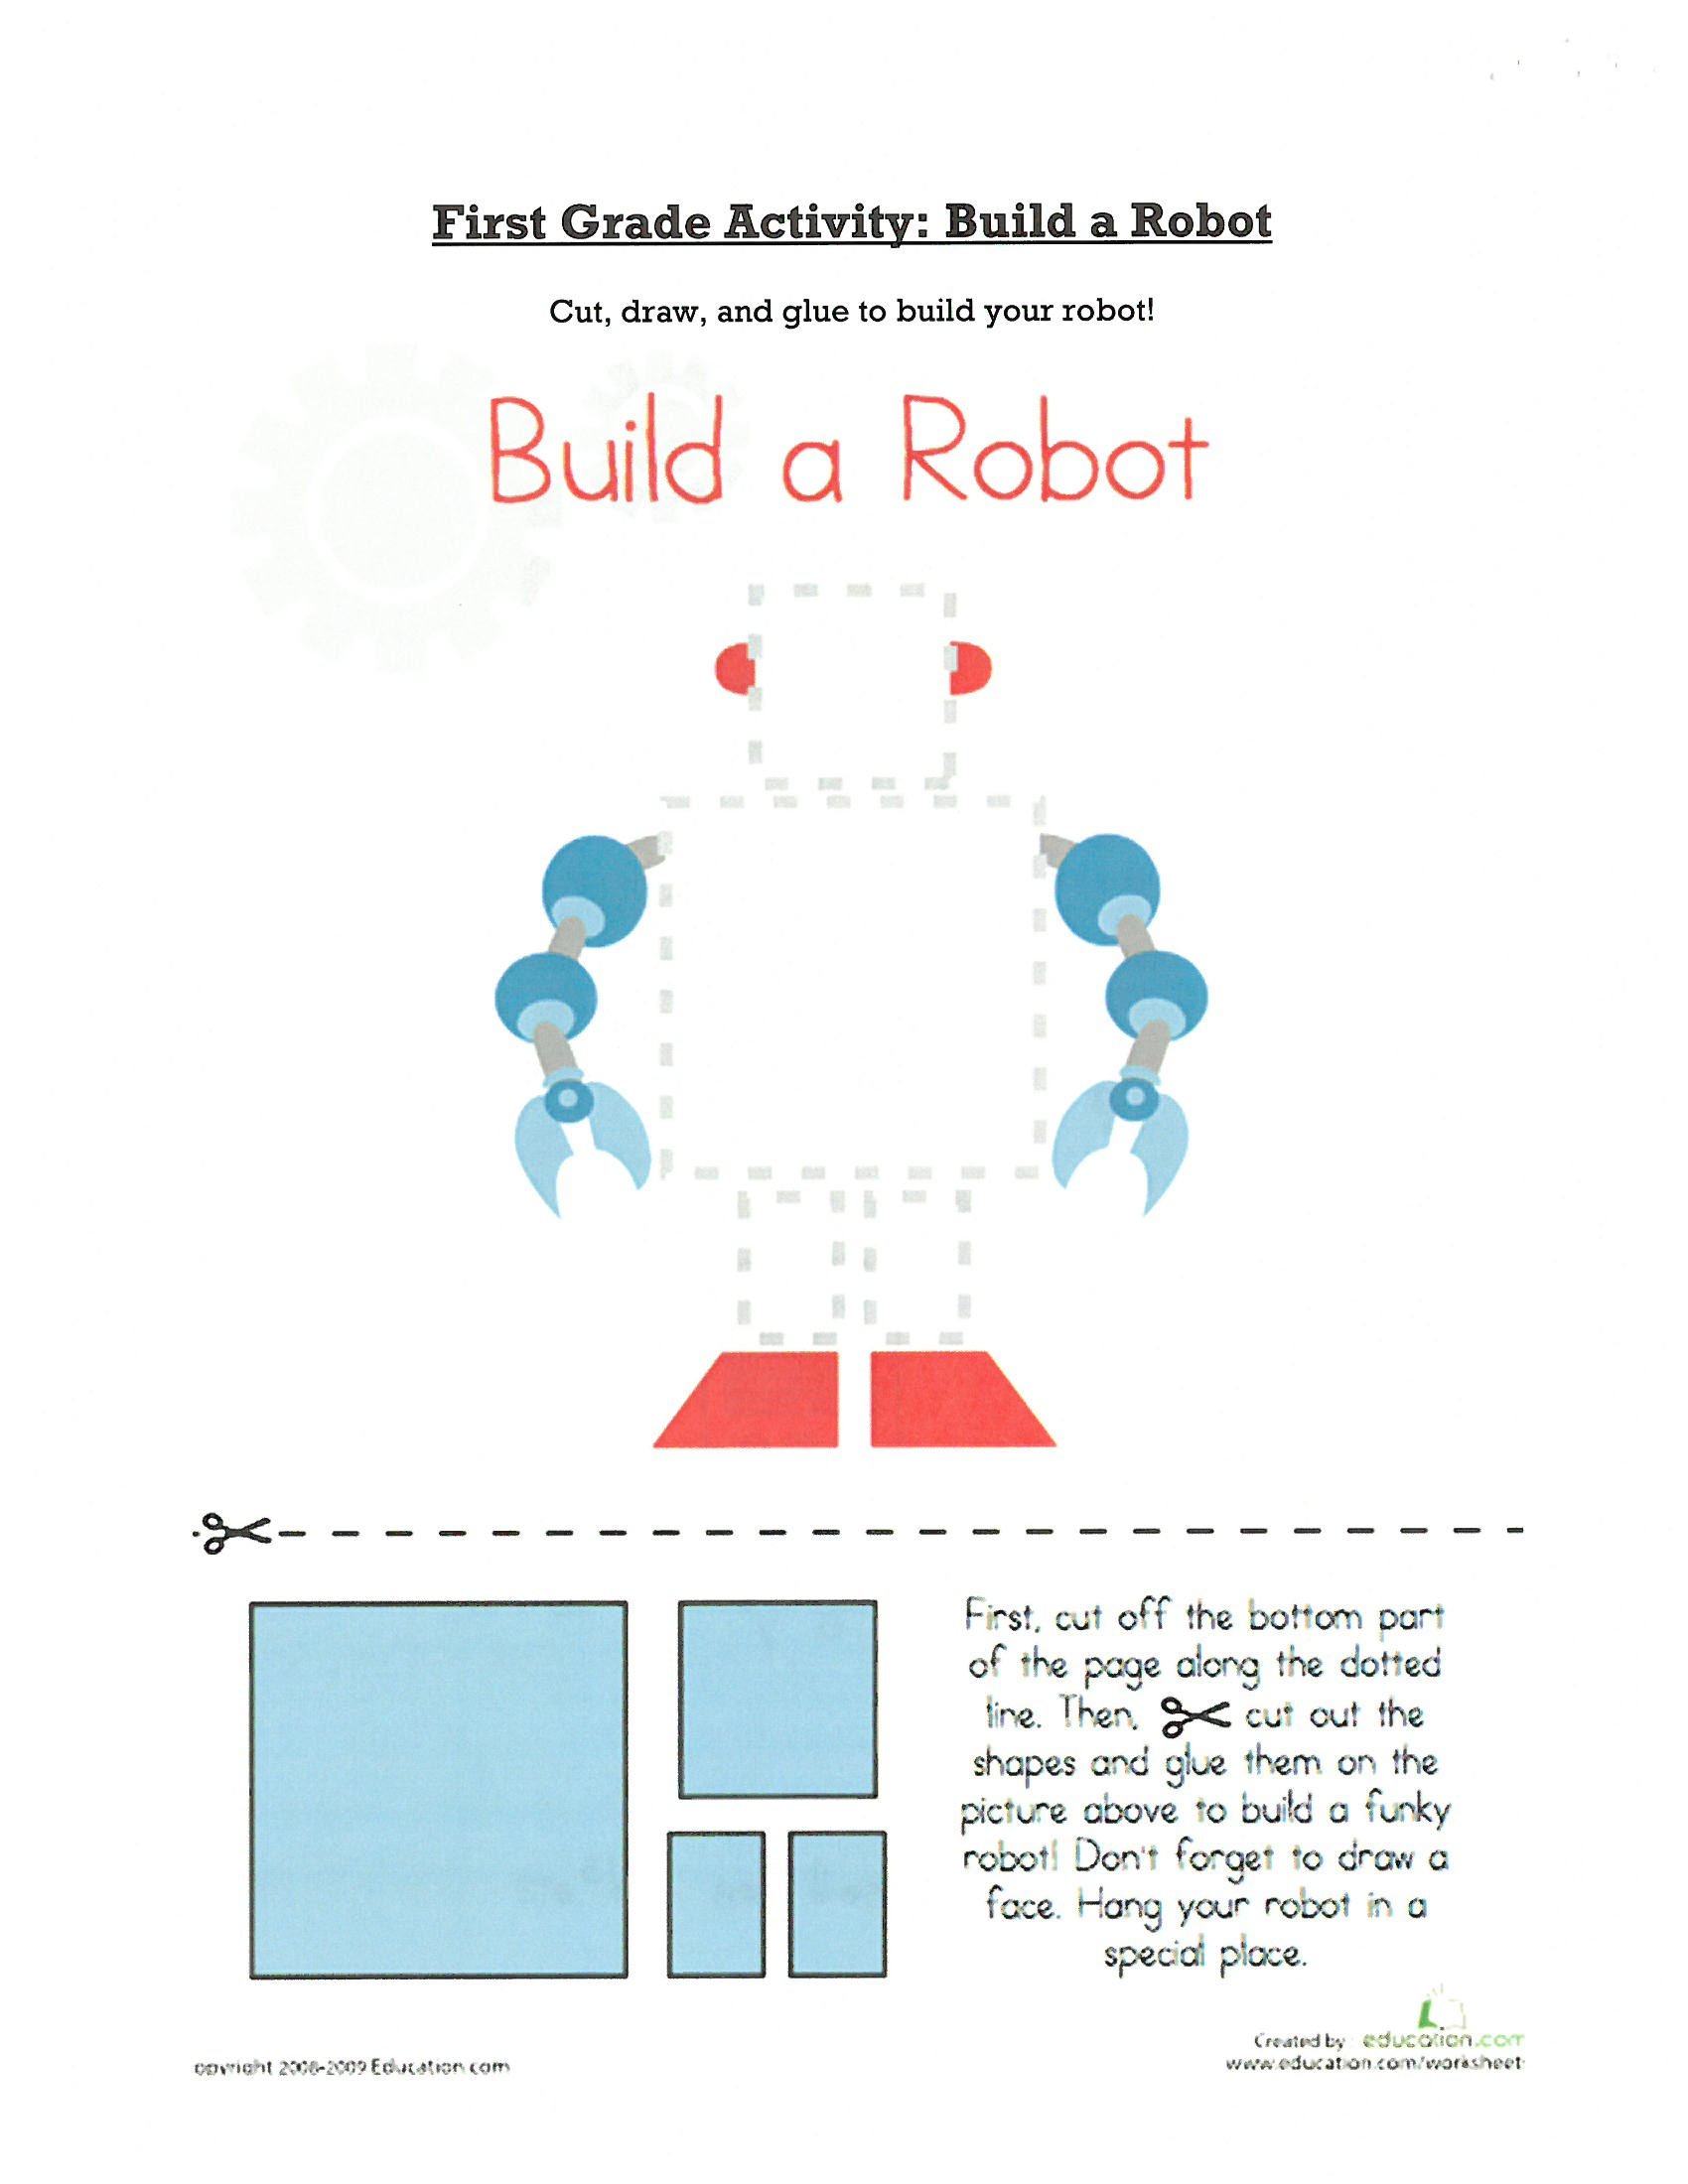 First Grade Activity: Build a Robot
Cut, draw, and glue to build your robot!
Build a Robot
First, cut off the bottom part
of the page along the dotted
line. Then, cut out the
shapes and glue them on the
picture above to build a funky
robot! Don't forget to draw a
face. Hang your robot in a
special place.
Created by education.com
www.education.com/worksheet
opyright 2008-2009 Education.com